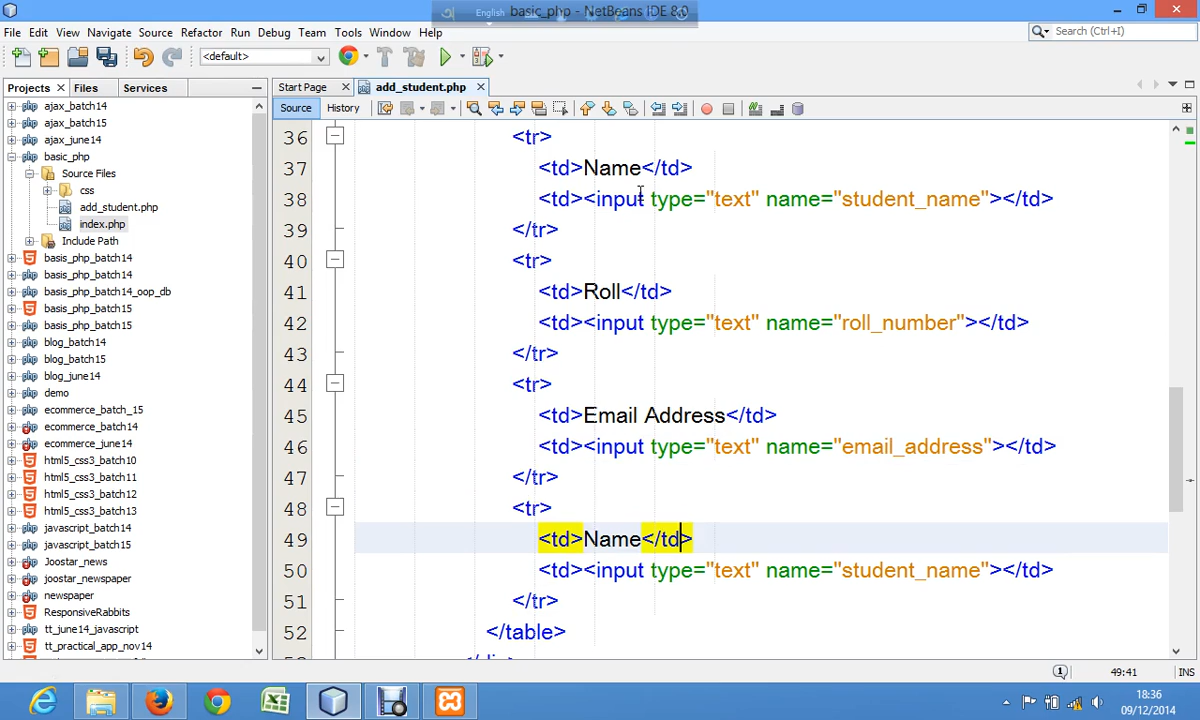 English
basic_php - NetBeans IDE 8.0
File Edit View Navigate Source Refactor Run Debug Team Tools Window Help
Search (Ctrl+I)
<default>
Projects Files Services
Start Page add_student.php
Source History
ajax_batch14
ajax_batch15
ajax_june14
basic_php
Source Files
css
add_student.php
index.php
Include Path
basis_php_batch14
basis_php_batch14
basis_php_batch14_oop_db
basis_php_batch15
basis_php_batch15
blog_batch14
blog_batch15
blog_june14
demo
ecommerce_batch_15
ecommerce_batch14
ecommerce_june14
html5_css3_batch10
html5_css3_batch11
html5_css3_batch12
html5_css3_batch13
javascript_batch14
javascript_batch15
Joostar_news
joostar_newspaper
newspaper
ResponsiveRabbits
tt_june14_javascript
tt_practical_app_nov14
36 <tr>
37 <td>Name</td>
38 <td><input type="text" name="student_name"></td>
39 </tr>
40 <tr>
41 <td>Roll</td>
42 <td><input type="text" name="roll_number"></td>
43 </tr>
44 <tr>
45 <td>Email Address</td>
46 <td><input type="text" name="email_address"></td>
47 </tr>
48 <tr>
49 <td>Name</td>
50 <td><input type="text" name="student_name"></td>
51 </tr>
52 </table>
49:41 INS
18:36
09/12/2014